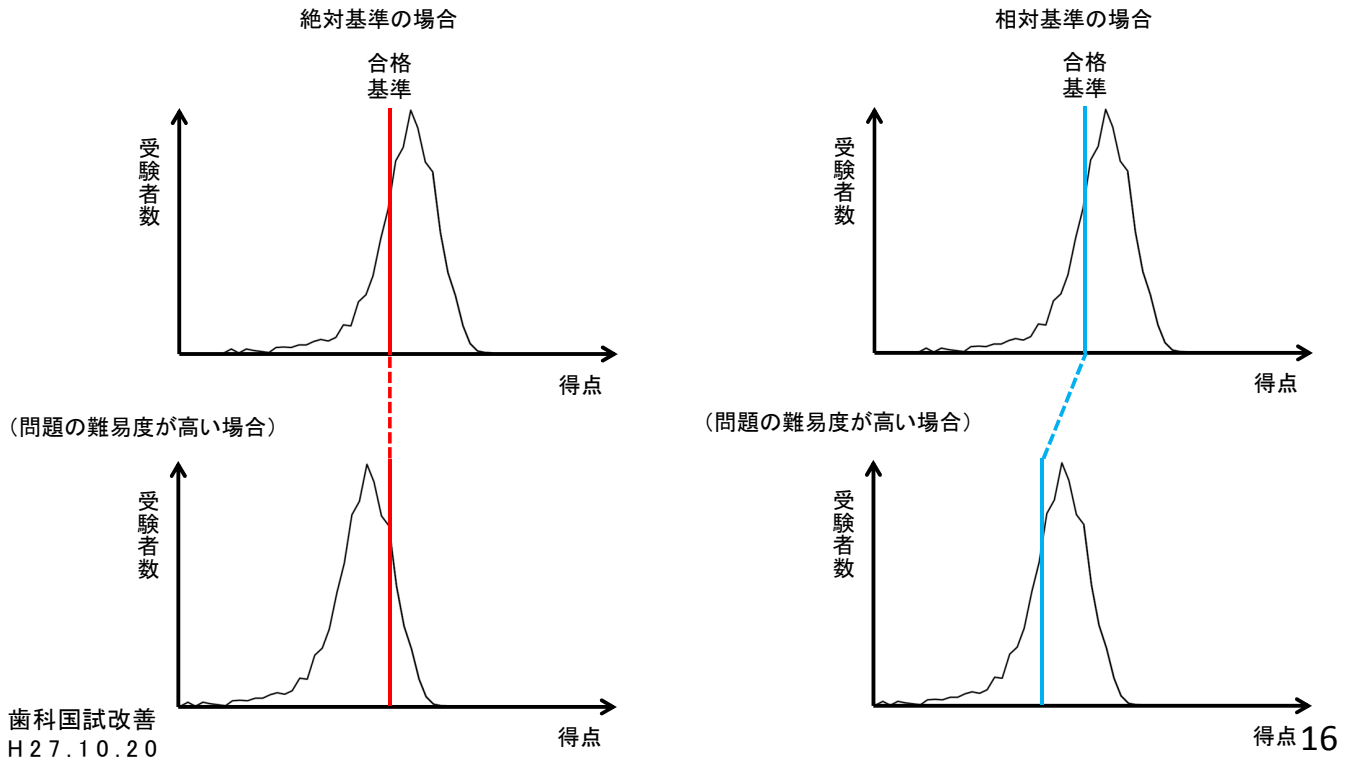 絶対基準の場合
合格
基準
受験者数
得点
相対基準の場合
合格
基準
受験者数
得点
(問題の難易度が高い場合)
受験者数
得点
(問題の難易度が高い場合)
受験者数
得点
歯科国試改善
H27.10.20
16